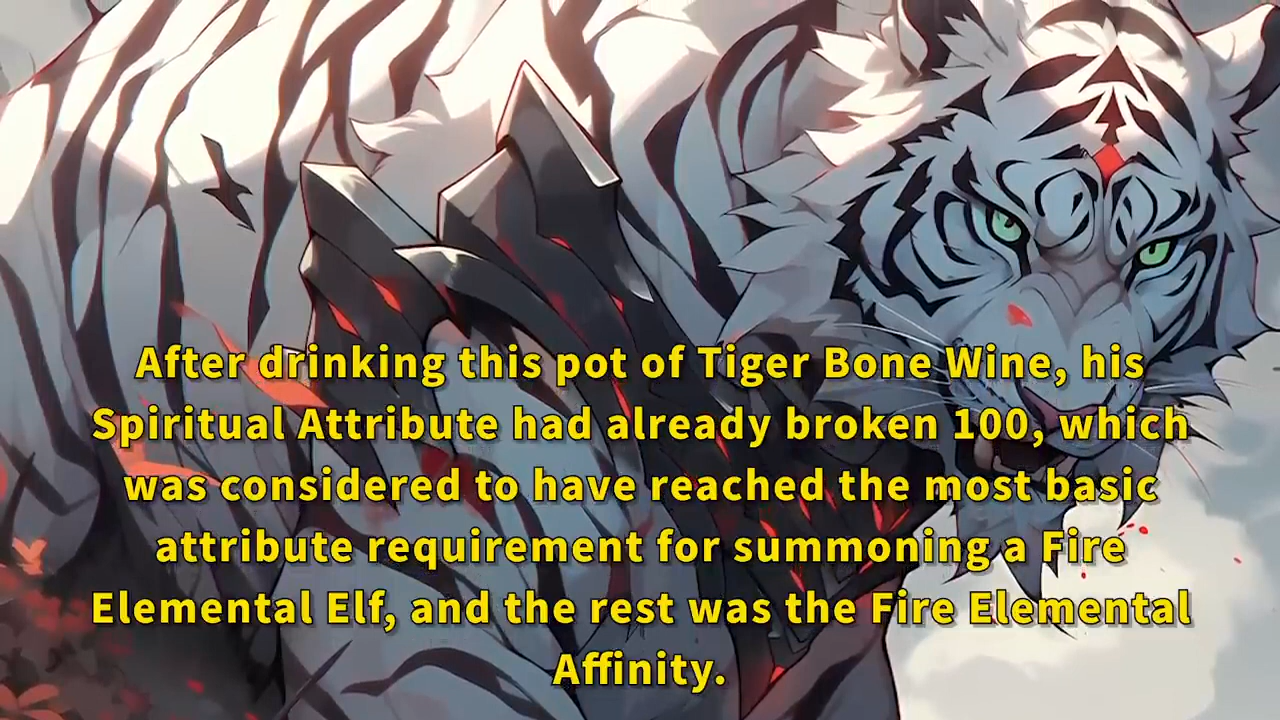 After drinking this pot of Tiger Bone Wine, his
Spiritual Attribute had already broken 100, which
was considered to have reached the most basic
attribute requirement for summoning a Fire
Elemental Elf, and the rest was the Fire Elemental
Affinity.